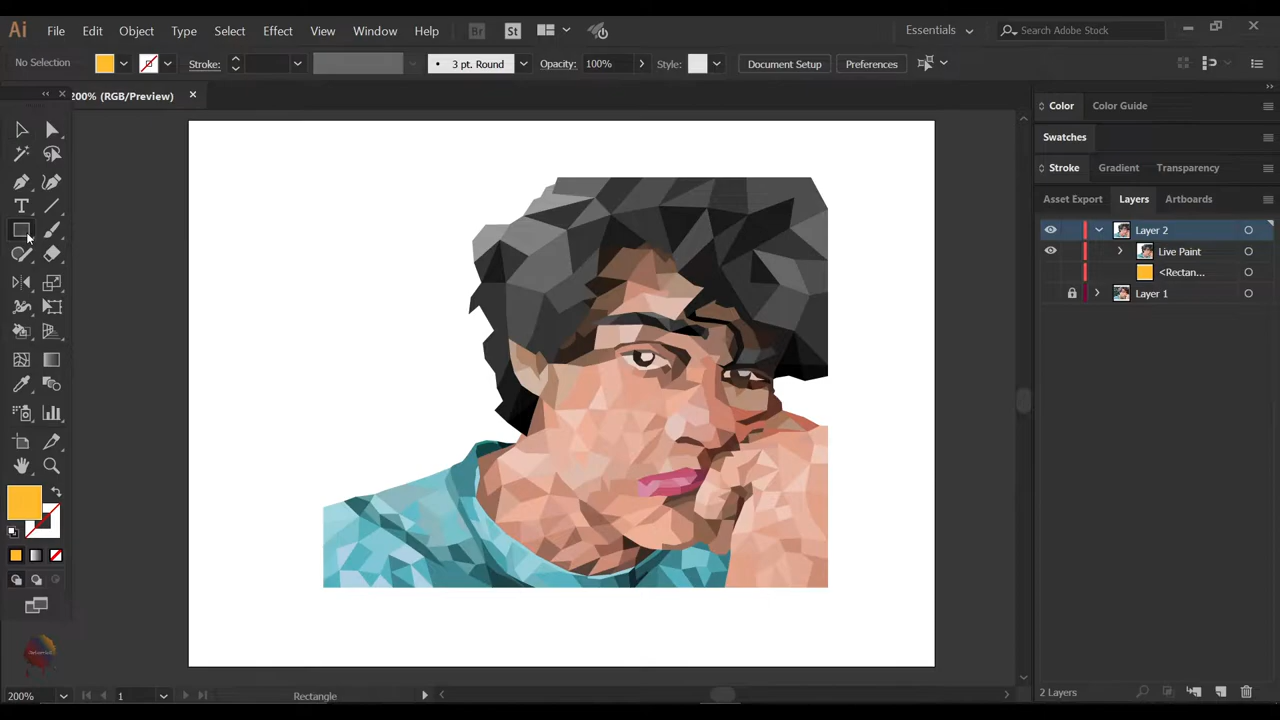 Ai File Edit Object Type Select Effect View Window Help Br St Essentials Search Adobe Stock
No Selection Stroke: 3 pt. Round Opacity: 100% Style: Document Setup Preferences
200% (RGB/Preview)
Color Color Guide
Swatches
Stroke Gradient Transparency
Asset Export Layers Artboards
Layer 2
Live Paint
<Rectan...
Layer 1
200% 1 Rectangle 2 Layers